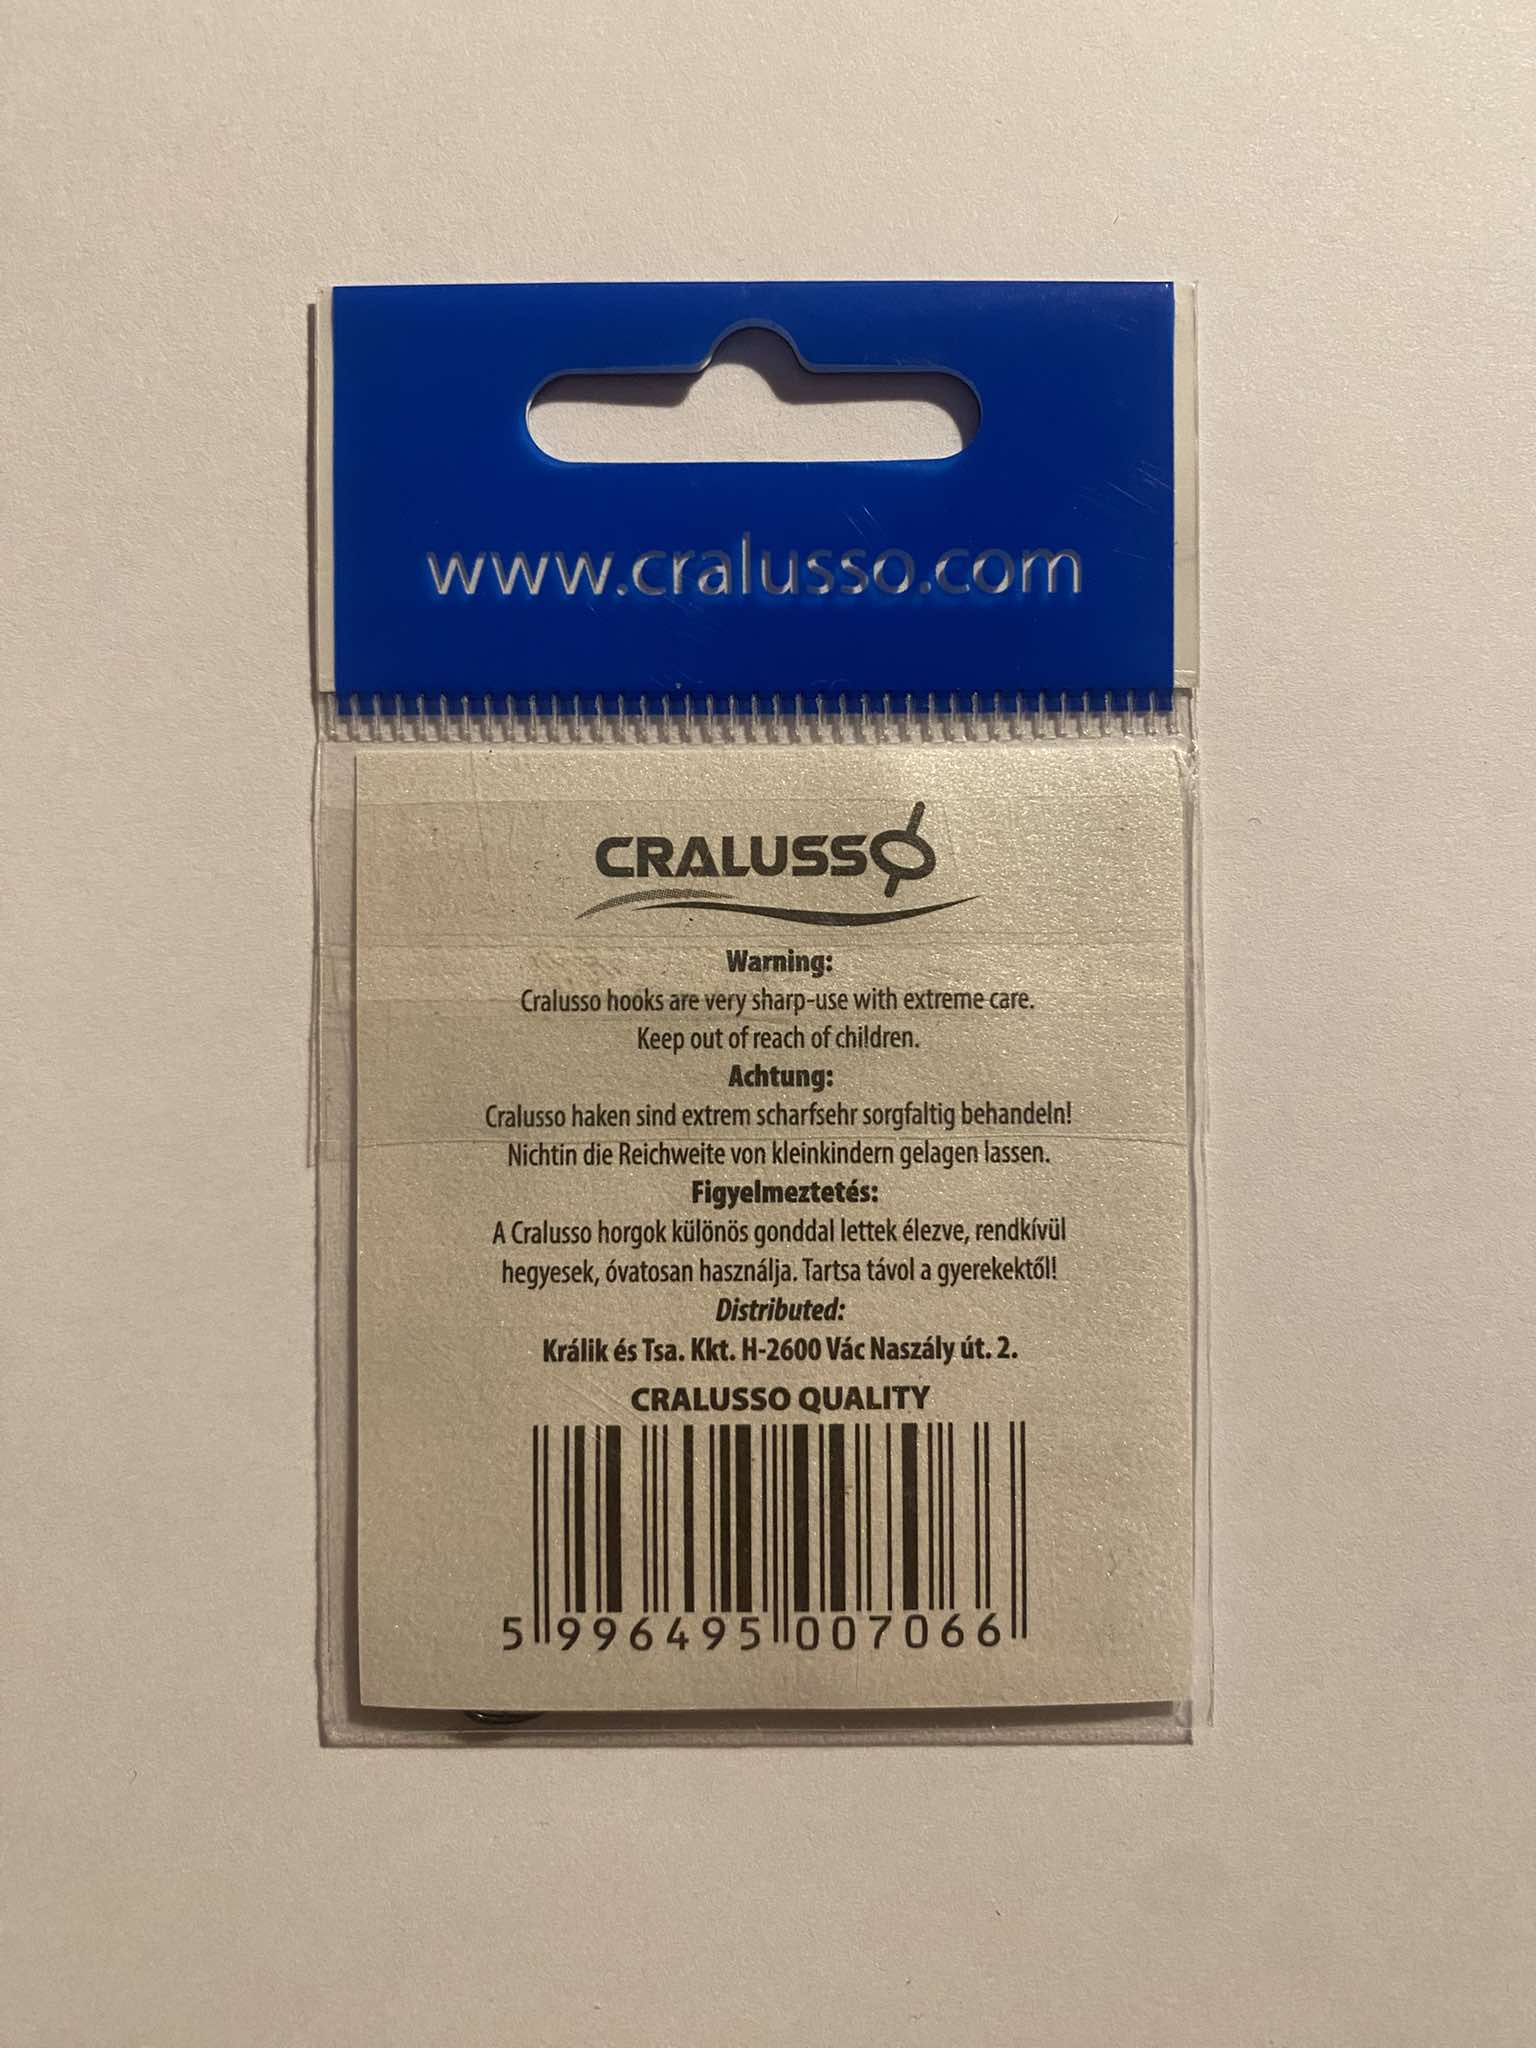 www.cralusso.com
CRALUSSO
Warning:
Cralusso hooks are very sharp-use with extreme care.
Keep out of reach of children.
Achtung:
Cralusso haken sind extrem scharfsehr sorgfaltig behandeln!
Nichtin die Reichweite von kleinkindern gelagen lassen.
Figyelmeztetés:
A Cralusso horgok különös gonddal lettek élezve, rendkívül
hegyesek, óvatosan használja. Tartsa távol a gyerekektől!
Distributed:
Králik és Tsa. Kkt. H-2600 Vác Naszály út. 2.
CRALUSSO QUALITY
5 996495 007066